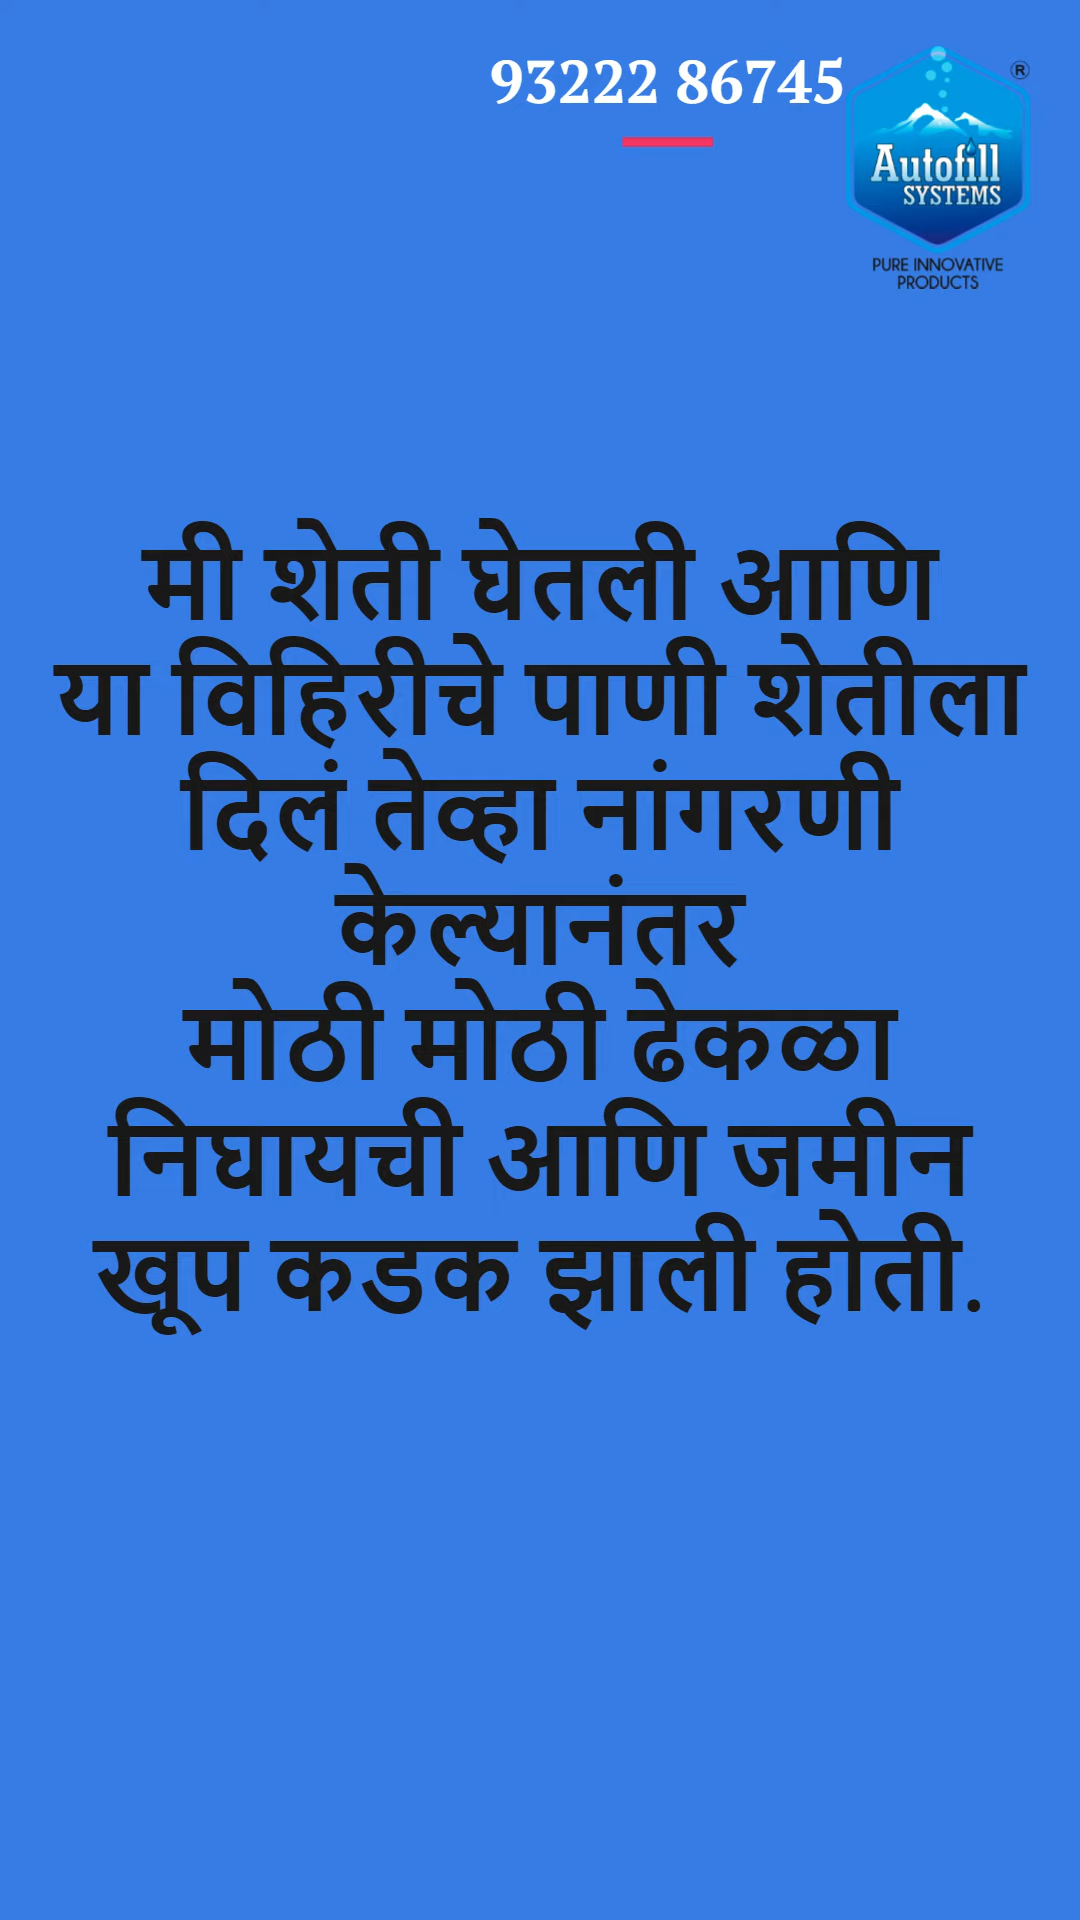 93222 86745
®
Autofill
SYSTEMS
PURE INNOVATIVE
PRODUCTS
मी शेती घेतली आणि
या विहिरीचे पाणी शेतीला
दिलं तेव्हा नांगरणी
केल्यानंतर
मोठी मोठी ढेकळा
निघायची आणि जमीन
खूप कडक झाली होती.